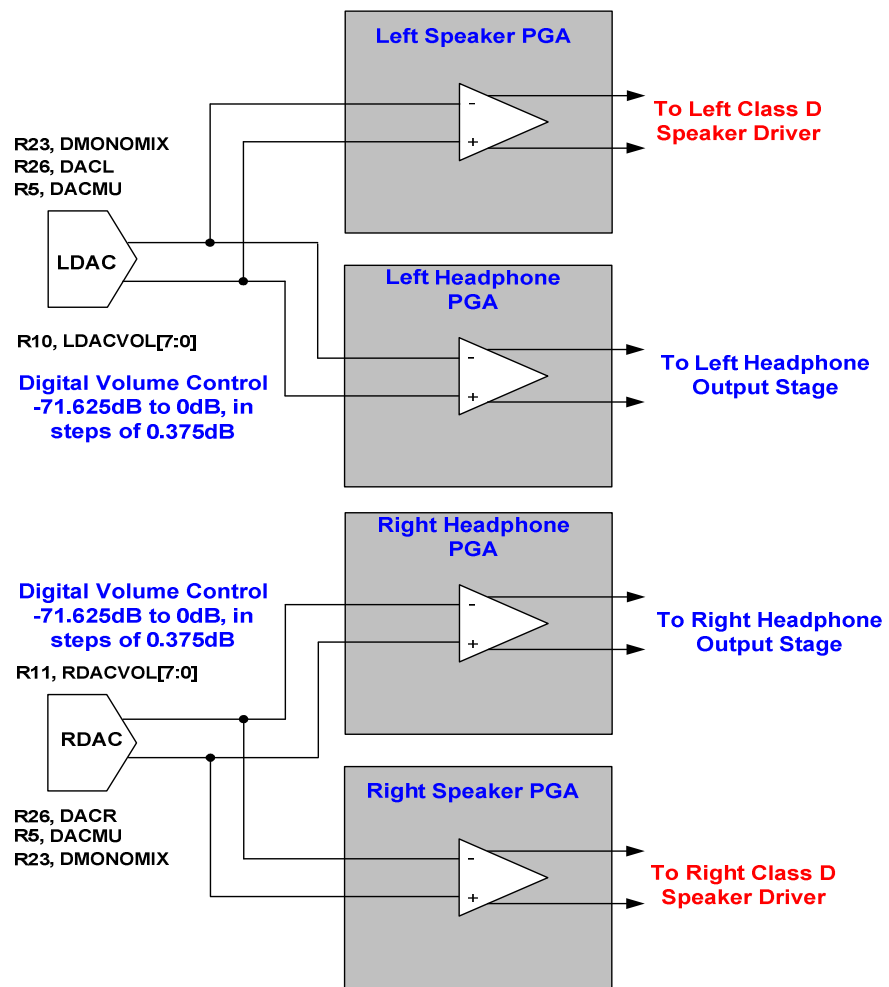 Left Speaker PGA
-
+
To Left Class D
Speaker Driver
R23, DMONOMIX
R26, DACL
R5, DACMU
LDAC
R10, LDACVOL[7:0]
Digital Volume Control
-71.625dB to 0dB, in
steps of 0.375dB
Left Headphone
PGA
-
+
To Left Headphone
Output Stage
Right Headphone
PGA
-
+
To Right Headphone
Output Stage
Digital Volume Control
-71.625dB to 0dB, in
steps of 0.375dB
R11, RDACVOL[7:0]
RDAC
R26, DACR
R5, DACMU
R23, DMONOMIX
Right Speaker PGA
-
+
To Right Class D
Speaker Driver